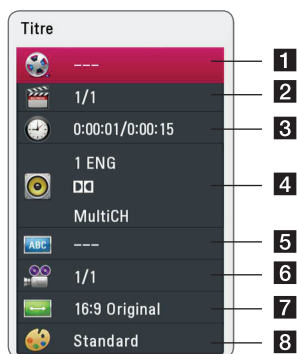 Titre
--- 1
1/1 2
0:00:01/0:00:15 3
1 ENG
MultiCH 4
ABC --- 5
1/1 6
16:9 Original 7
Standard 8